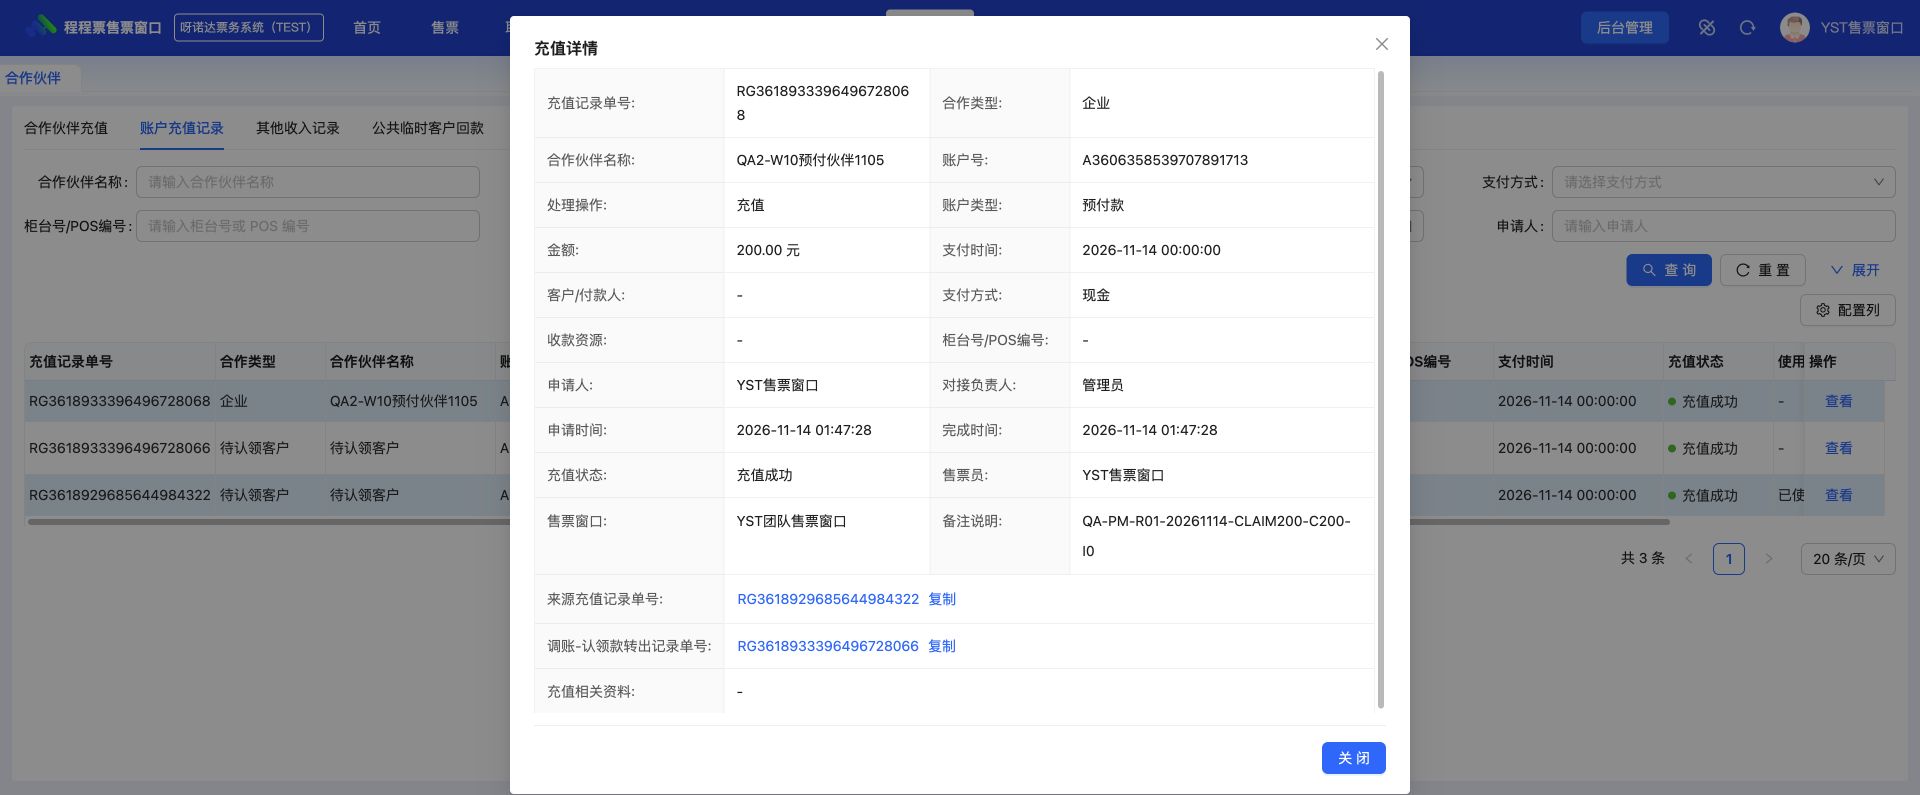 程程票售票窗口 呀诺达票务系统（TEST） 首页 售票
后台管理 YST售票窗口
合作伙伴
合作伙伴充值 账户充值记录 其他收入记录 公共临时客户回款
合作伙伴名称: 请输入合作伙伴名称
支付方式: 请选择支付方式
柜台号/POS编号: 请输入柜台号或 POS 编号
申请人: 请输入申请人
查 询 重 置 展开
配置列
充值记录单号 合作类型 合作伙伴名称 账
OS编号 支付时间 充值状态 使用 操作
RG3618933396496728068 企业 QA2-W10预付伙伴1105 A
2026-11-14 00:00:00 充值成功 - 查看
RG3618933396496728066 待认领客户 待认领客户 A
2026-11-14 00:00:00 充值成功 - 查看
RG3618929685644984322 待认领客户 待认领客户 A
2026-11-14 00:00:00 充值成功 已使 查看
共 3 条 1 20 条/页
充值详情
充值记录单号: RG361893339649672806
8
合作类型: 企业
合作伙伴名称: QA2-W10预付伙伴1105 账户号: A3606358539707891713
处理操作: 充值 账户类型: 预付款
金额: 200.00 元 支付时间: 2026-11-14 00:00:00
客户/付款人: - 支付方式: 现金
收款资源: - 柜台号/POS编号: -
申请人: YST售票窗口 对接负责人: 管理员
申请时间: 2026-11-14 01:47:28 完成时间: 2026-11-14 01:47:28
充值状态: 充值成功 售票员: YST售票窗口
售票窗口: YST团队售票窗口 备注说明: QA-PM-R01-20261114-CLAIM200-C200-
I0
来源充值记录单号: RG3618929685644984322 复制
调账-认领款转出记录单号: RG3618933396496728066 复制
充值相关资料: -
关 闭